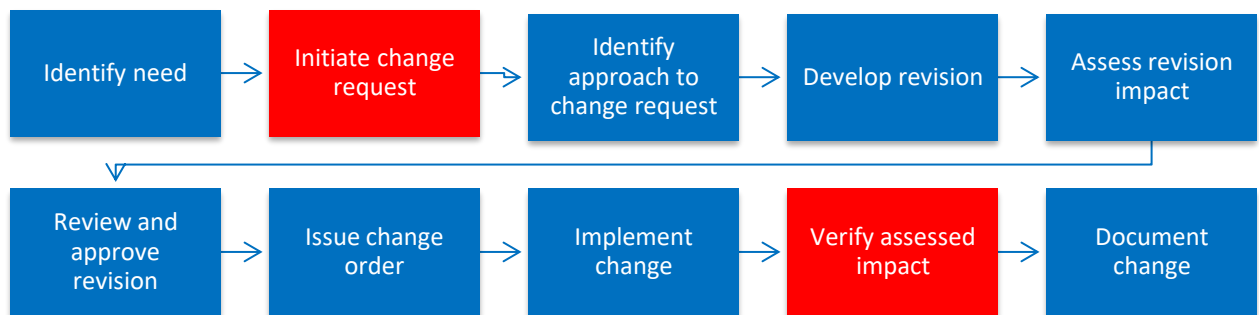 Identify need
Initiate change
request
Identify
approach to
change request
Develop revision
Assess revision
impact
Review and
approve
revision
Issue change
order
Implement
change
Verify assessed
impact
Document
change